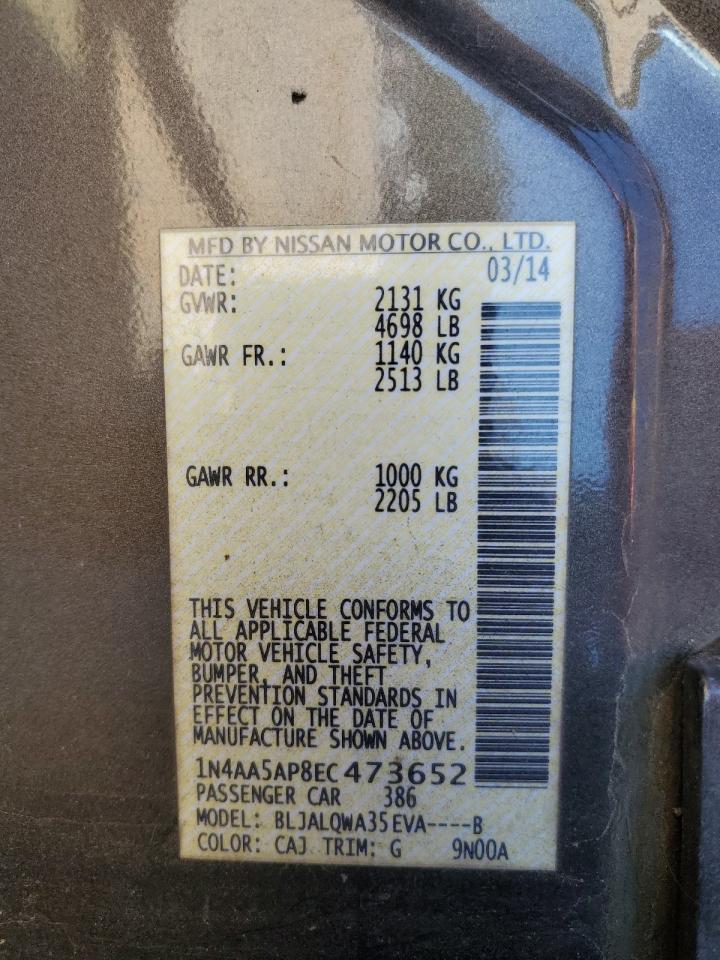 MFD BY NISSAN MOTOR CO., LTD.
DATE: 03/14
GVWR: 2131 KG
4698 LB
GAWR FR.: 1140 KG
2513 LB
GAWR RR.: 1000 KG
2205 LB
THIS VEHICLE CONFORMS TO
ALL APPLICABLE FEDERAL
MOTOR VEHICLE SAFETY,
BUMPER, AND THEFT
PREVENTION STANDARDS IN
EFFECT ON THE DATE OF
MANUFACTURE SHOWN ABOVE.
1N4AA5AP8EC473652
PASSENGER CAR 386
MODEL: BLJALQWA35EVA----B
COLOR: CAJ TRIM: G 9N00A